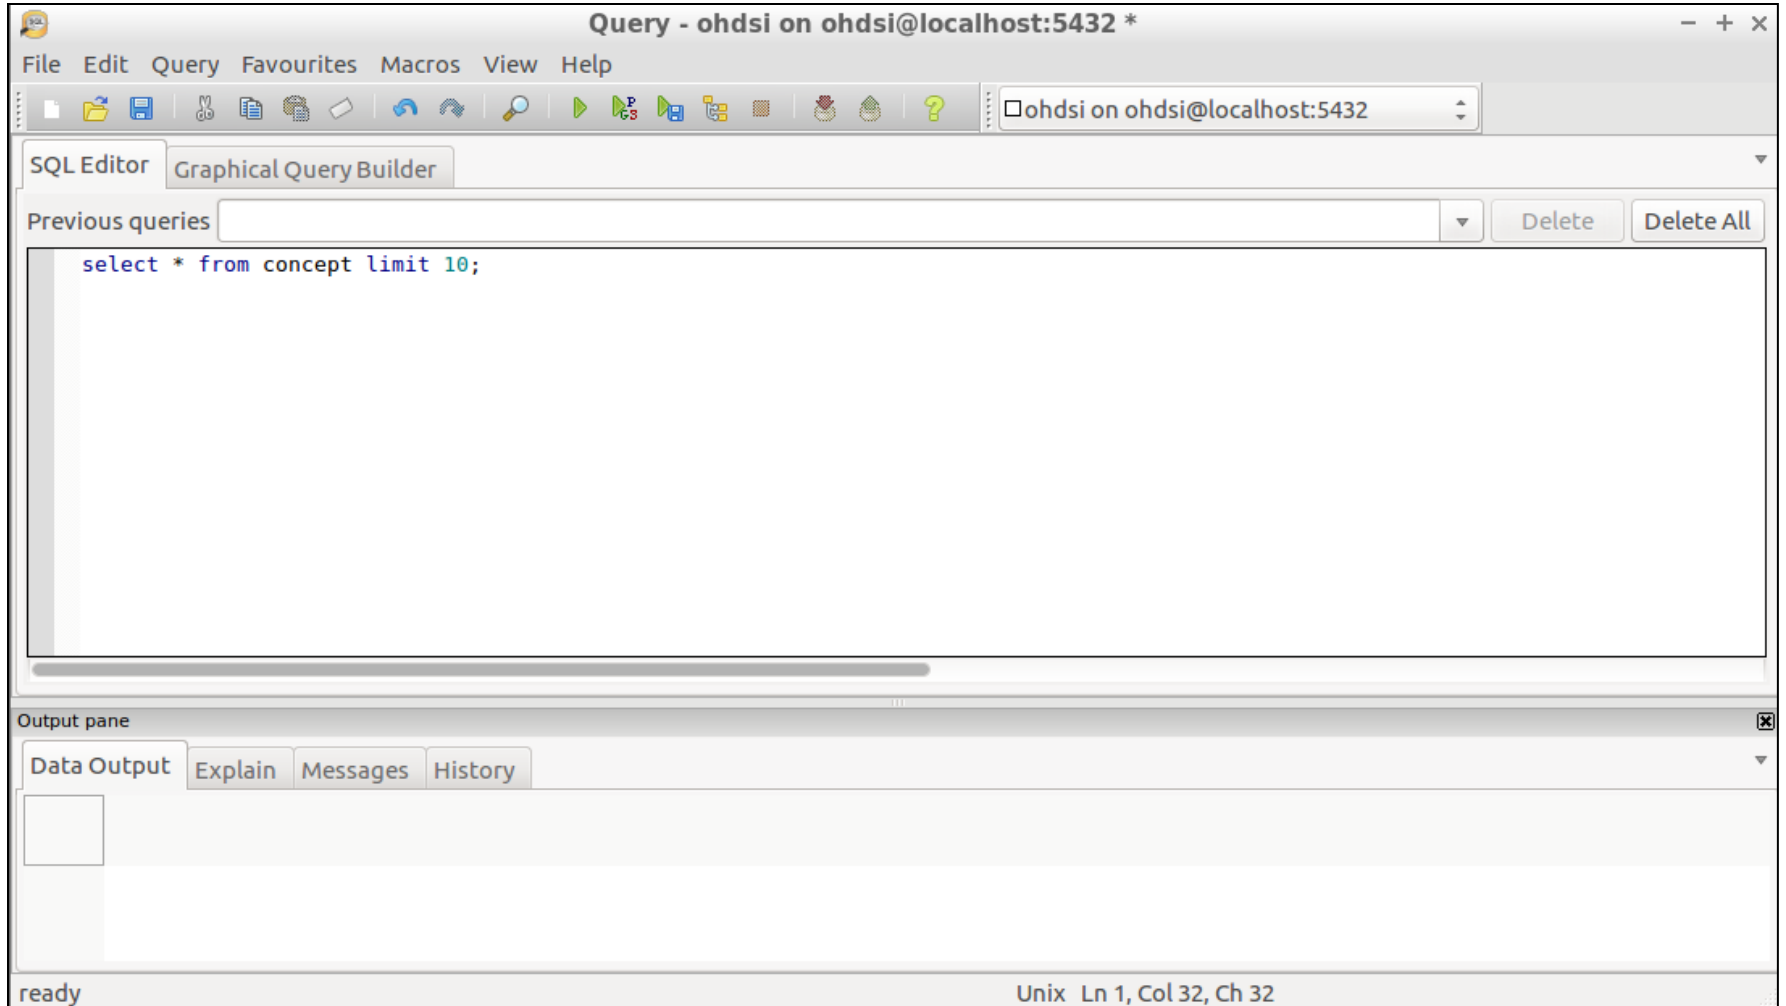 Query - ohdsi on ohdsi@localhost:5432 *
File Edit Query Favourites Macros View Help
ohdsi on ohdsi@localhost:5432
SQL Editor Graphical Query Builder
Previous queries Delete Delete All
select * from concept limit 10;
Output pane
Data Output Explain Messages History
ready Unix Ln 1, Col 32, Ch 32